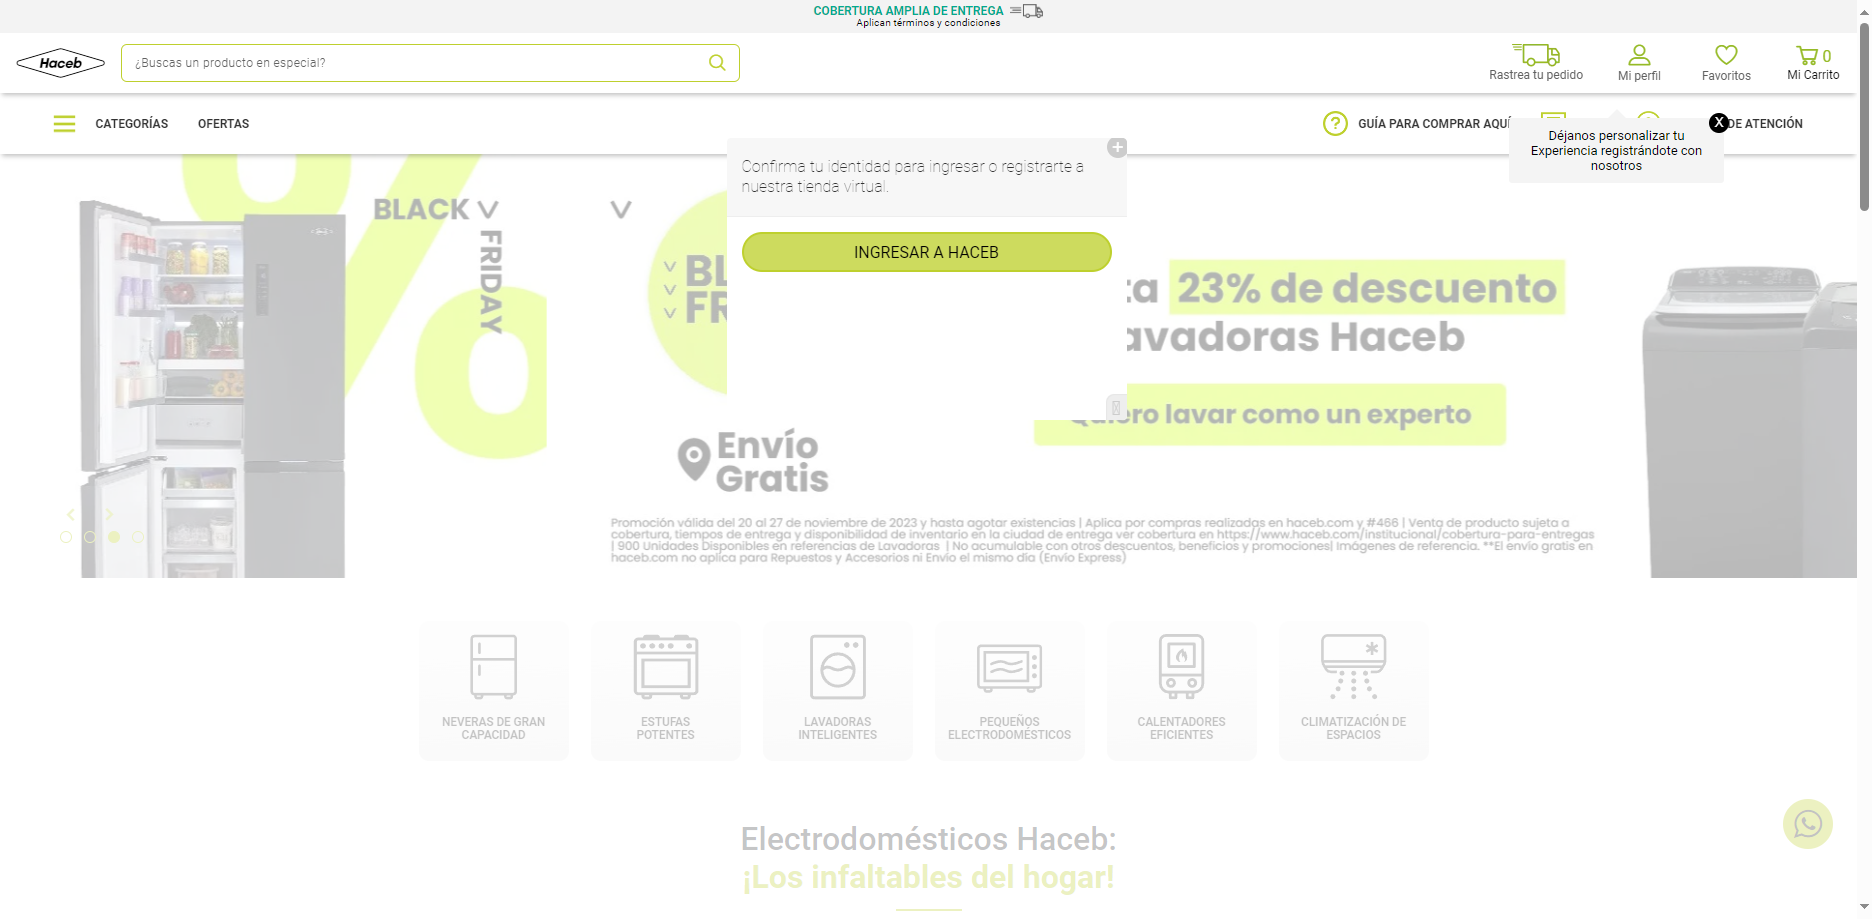 COBERTURA AMPLIA DE ENTREGA
Aplican términos y condiciones
Haceb
¿Buscas un producto en especial?
Rastrea tu pedido
Mi perfil
Favoritos
0
Mi Carrito
CATEGORÍAS
OFERTAS
GUÍA PARA COMPRAR AQUÍ
DE ATENCIÓN
X
Déjanos personalizar tu
Experiencia registrándote con
nosotros
Confirma tu identidad para ingresar o registrarte a
nuestra tienda virtual.
INGRESAR A HACEB
BLACK
FRIDAY
BL
FR
ta 23% de descuento
avadoras Haceb
Quiero lavar como un experto
Envío
Gratis
Promoción válida del 20 al 27 de noviembre de 2023 y hasta agotar existencias | Aplica por compras realizadas en haceb.com y #466 | Venta de producto sujeta a
cobertura, tiempos de entrega y disponibilidad de inventario en la ciudad de entrega ver cobertura en https://www.haceb.com/institucional/cobertura-para-entregas
| 900 Unidades Disponibles en referencias de Lavadoras | No acumulable con otros descuentos, beneficios y promociones| Imágenes de referencia. **El envío gratis en
haceb.com no aplica para Repuestos y Accesorios ni Envío el mismo día (Envío Express)
NEVERAS DE GRAN
CAPACIDAD
ESTUFAS
POTENTES
LAVADORAS
INTELIGENTES
PEQUEÑOS
ELECTRODOMÉSTICOS
CALENTADORES
EFICIENTES
CLIMATIZACIÓN DE
ESPACIOS
Electrodomésticos Haceb:
¡Los infaltables del hogar!